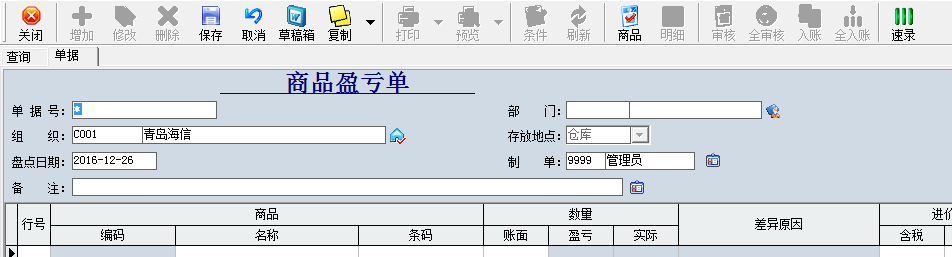 关闭 增加 修改 删除 保存 取消 草稿箱 复制 打印 预览 条件 刷新 商品 明细 审核 全审核 入账 全入账 速录
查询 单据
商品盈亏单
单 据 号: * 部 门:
组 织: C001 青岛海信 存放地点: 仓库
盘点日期: 2016-12-26 制 单: 9999 管理员
备 注:
行号 商品 数量 差异原因 进价
编码 名称 条码 账面 盈亏 实际 含税